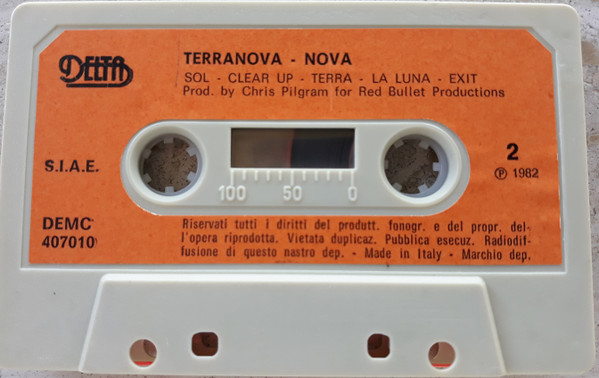 DELTA
TERRANOVA - NOVA
SOL - CLEAR UP - TERRA - LA LUNA - EXIT
Prod. by Chris Pilgram for Red Bullet Productions
S.I.A.E.
2
℗ 1982
100 50 0
DEMC
407010
Riservati tutti i diritti del produtt. fonogr. e del propr. del-
l'opera riprodotta. Vietata duplicaz. Pubblica esecuz. Radiodif-
fusione di questo nastro dep. - Made in Italy - Marchio dep.